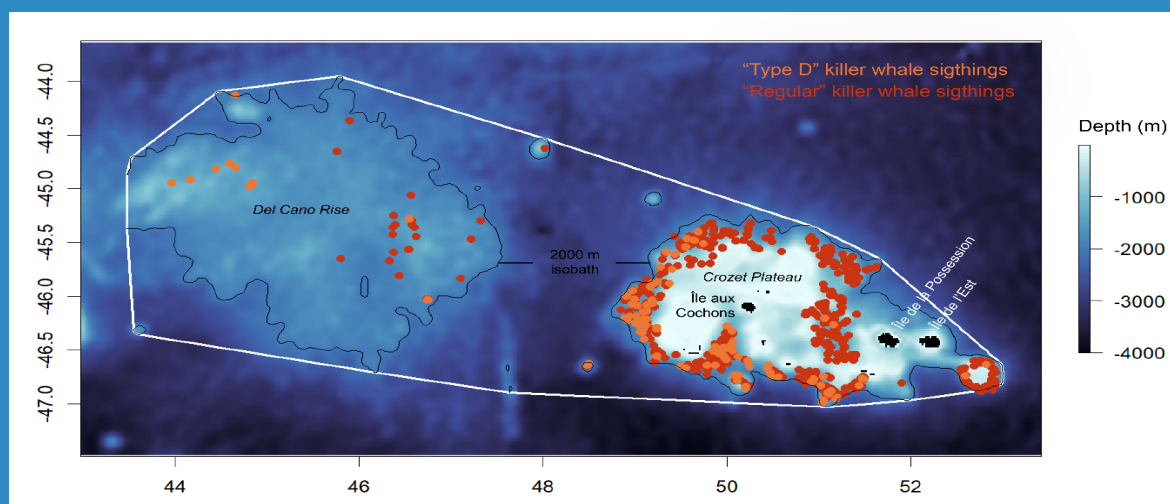 "Type D" killer whale sigthings
"Regular" killer whale sigthings
Depth (m)
-44.0
-44.5
-45.0
-45.5
-46.0
-46.5
-47.0
Del Cano Rise
2000 m
isobath
Crozet Plateau
Île aux
Cochons
Île de la Possession
Île de l'Est
-1000
-2000
-3000
-4000
44
46
48
50
52